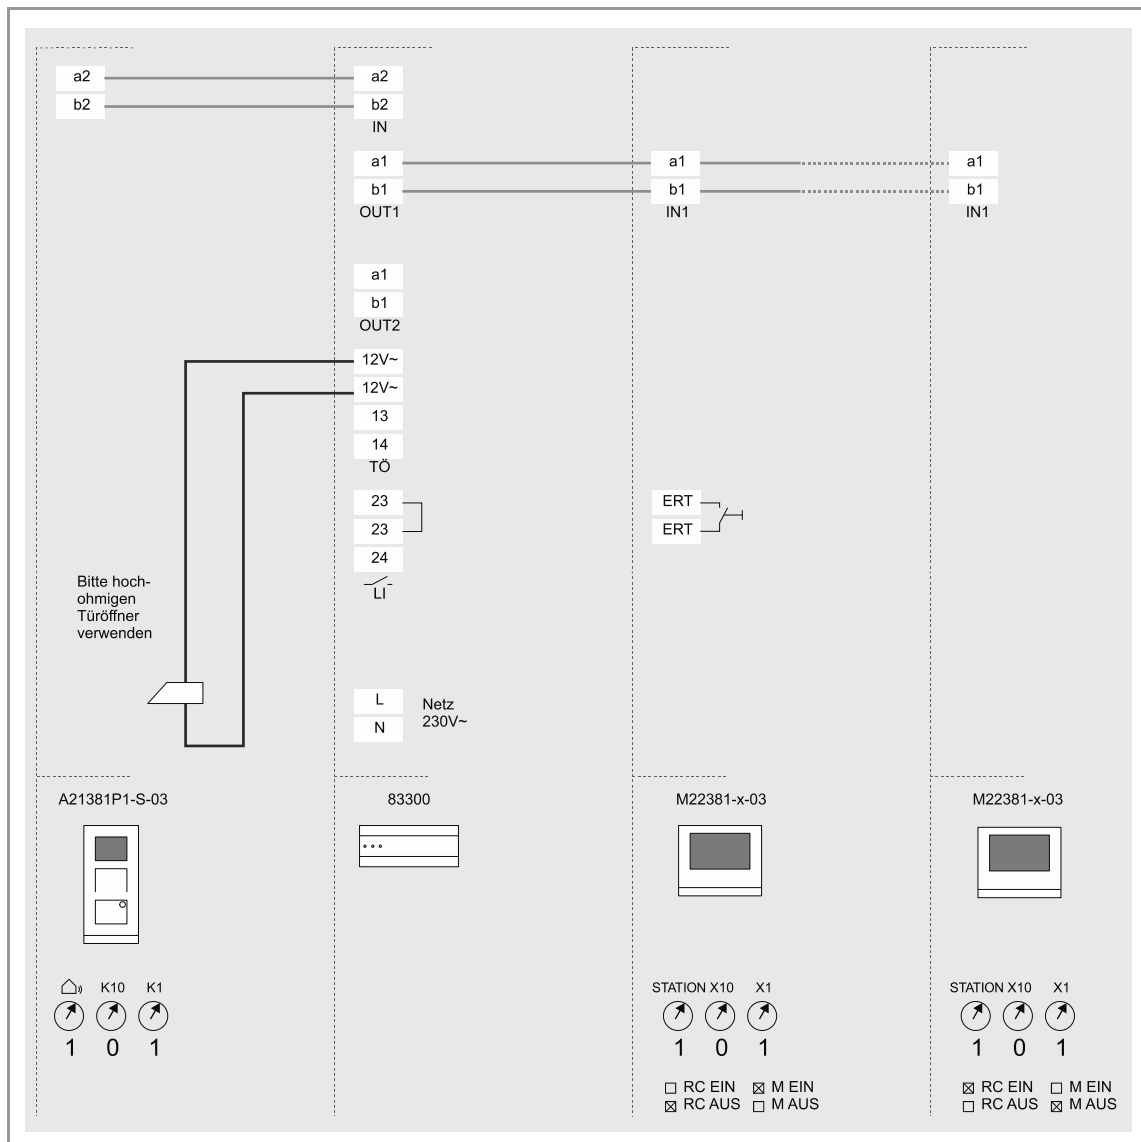 a2
b2
a2
b2
IN
a1
b1
OUT1
a1
b1
IN1
a1
b1
IN1
a1
b1
OUT2
12V~
12V~
13
14
TÖ
23
23
24
LI
ERT
ERT
Bitte hoch-
ohmigen
Türöffner
verwenden
L
N
Netz
230V~
A21381P1-S-03
83300
M22381-x-03
M22381-x-03
K10 K1
1 0 1
STATION X10 X1
1 0 1
RC EIN M EIN
RC AUS M AUS
STATION X10 X1
1 0 1
RC EIN M EIN
RC AUS M AUS